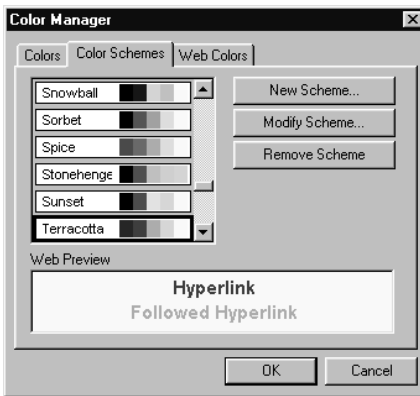 Color Manager
Colors Color Schemes Web Colors
Snowball
Sorbet
Spice
Stonehenge
Sunset
Terracotta
New Scheme...
Modify Scheme...
Remove Scheme
Web Preview
Hyperlink
Followed Hyperlink
OK Cancel